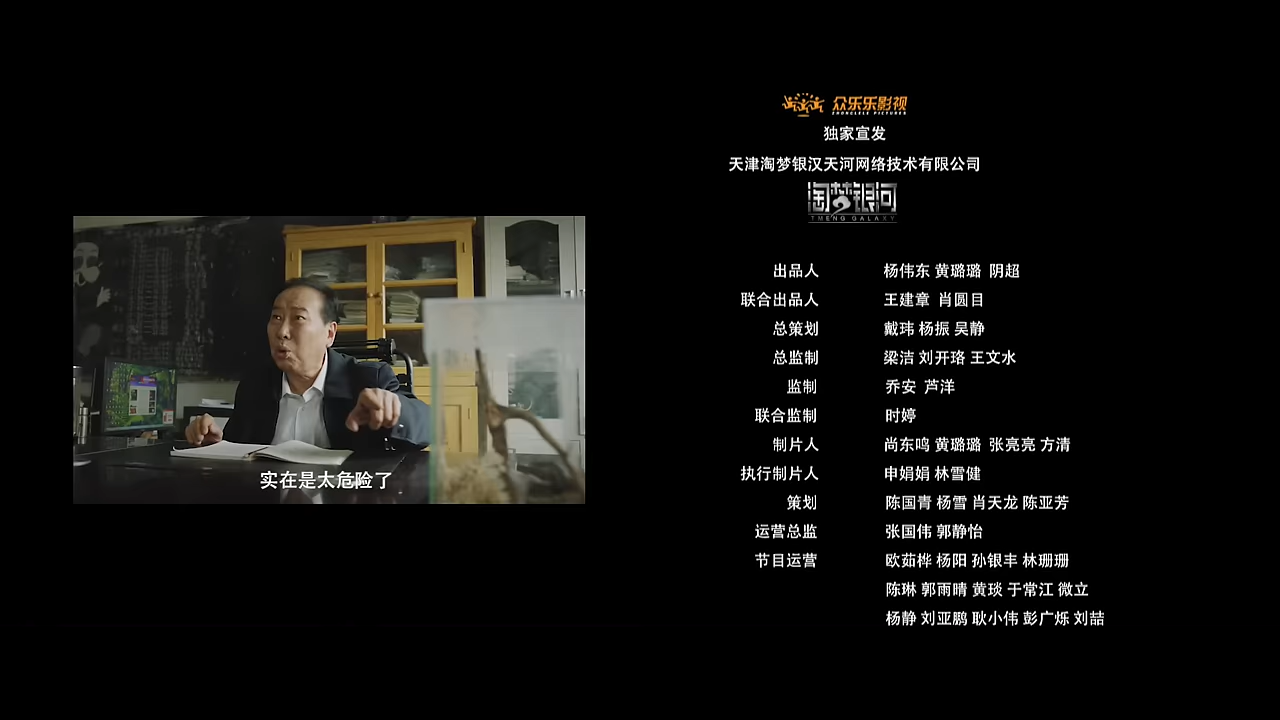 众乐乐影视
ZHONGLELE PICTURES
独家宣发
天津淘梦银汉天河网络技术有限公司
淘梦银河
TMENG GALAXY
出品人 杨伟东 黄璐璐 阴超
联合出品人 王建章 肖圆目
总策划 戴玮 杨振 吴静
总监制 梁洁 刘开珞 王文水
监制 乔安 芦洋
联合监制 时婷
制片人 尚东鸣 黄璐璐 张亮亮 方清
执行制片人 申娟娟 林雪健
策划 陈国青 杨雪 肖天龙 陈亚芳
运营总监 张国伟 郭静怡
节目运营 欧茹桦 杨阳 孙银丰 林珊珊
陈琳 郭雨晴 黄琰 于常江 微立
杨静 刘亚鹏 耿小伟 彭广烁 刘喆
实在是太危险了